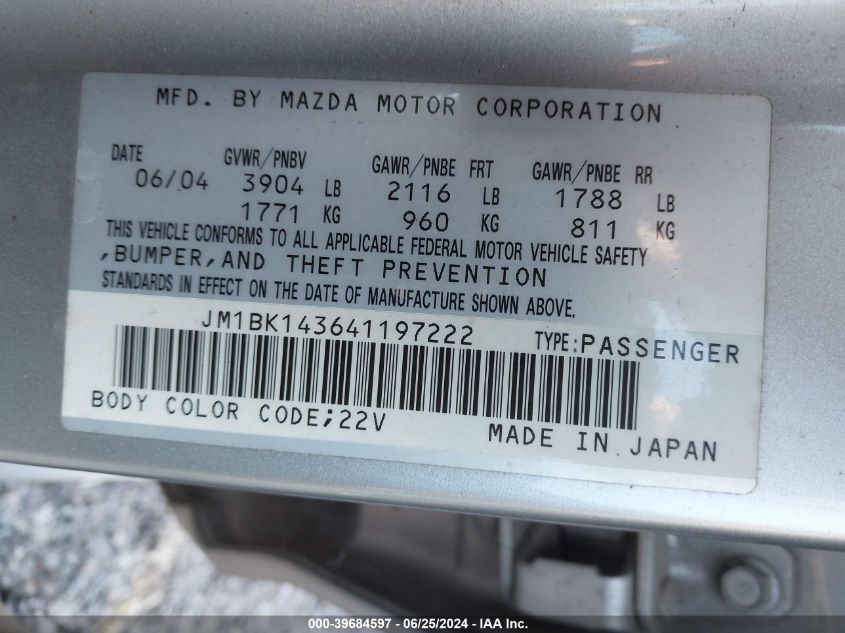 MFD. BY MAZDA MOTOR CORPORATION
DATE GVWR/PNBV GAWR/PNBE FRT GAWR/PNBE RR
06/04 3904 LB 2116 LB 1788 LB
1771 KG 960 KG 811 KG
THIS VEHICLE CONFORMS TO ALL APPLICABLE FEDERAL MOTOR VEHICLE SAFETY
,BUMPER,AND THEFT PREVENTION
STANDARDS IN EFFECT ON THE DATE OF MANUFACTURE SHOWN ABOVE.
JM1BK143641197222 TYPE:PASSENGER
BODY COLOR CODE;22V
MADE IN JAPAN
000-39684597 - 06/25/2024 - IAA Inc.